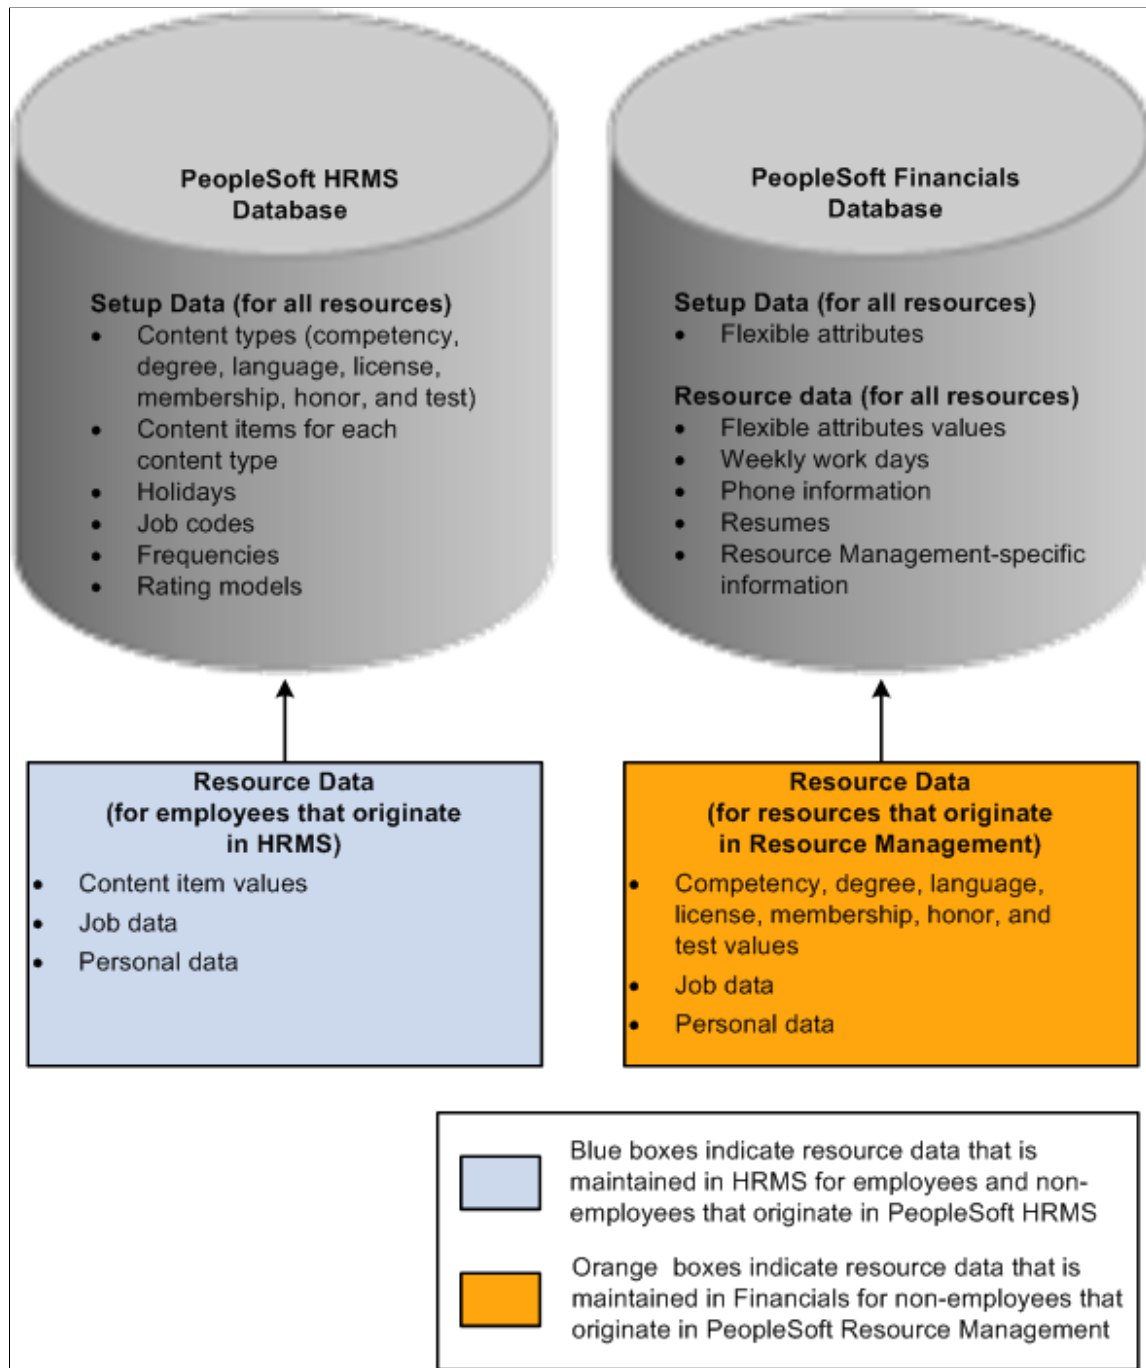 PeopleSoft HRMS
Database
Setup Data (for all resources)
• Content types (competency,
degree, language, license,
membership, honor, and test)
• Content items for each
content type
• Holidays
• Job codes
• Frequencies
• Rating models
PeopleSoft Financials
Database
Setup Data (for all resources)
• Flexible attributes
Resource data (for all resources)
• Flexible attributes values
• Weekly work days
• Phone information
• Resumes
• Resource Management-specific
information
Resource Data
(for employees that originate
in HRMS)
• Content item values
• Job data
• Personal data
Resource Data
(for resources that originate
in Resource Management)
• Competency, degree, language,
license, membership, honor, and
test values
• Job data
• Personal data
Blue boxes indicate resource data that is
maintained in HRMS for employees and non-
employees that originate in PeopleSoft HRMS
Orange boxes indicate resource data that is
maintained in Financials for non-employees that
originate in PeopleSoft Resource Management